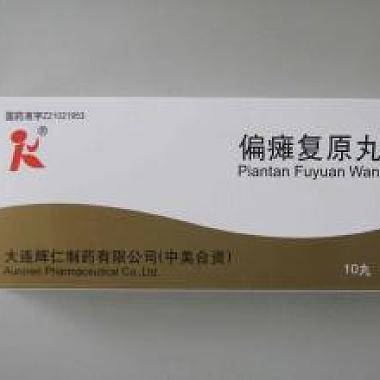 国药准字Z21021953
®
偏瘫复原丸
Piantan Fuyuan Wan
大连辉仁制药有限公司(中美合资)
Pharmaceutical Co.,Ltd
10丸